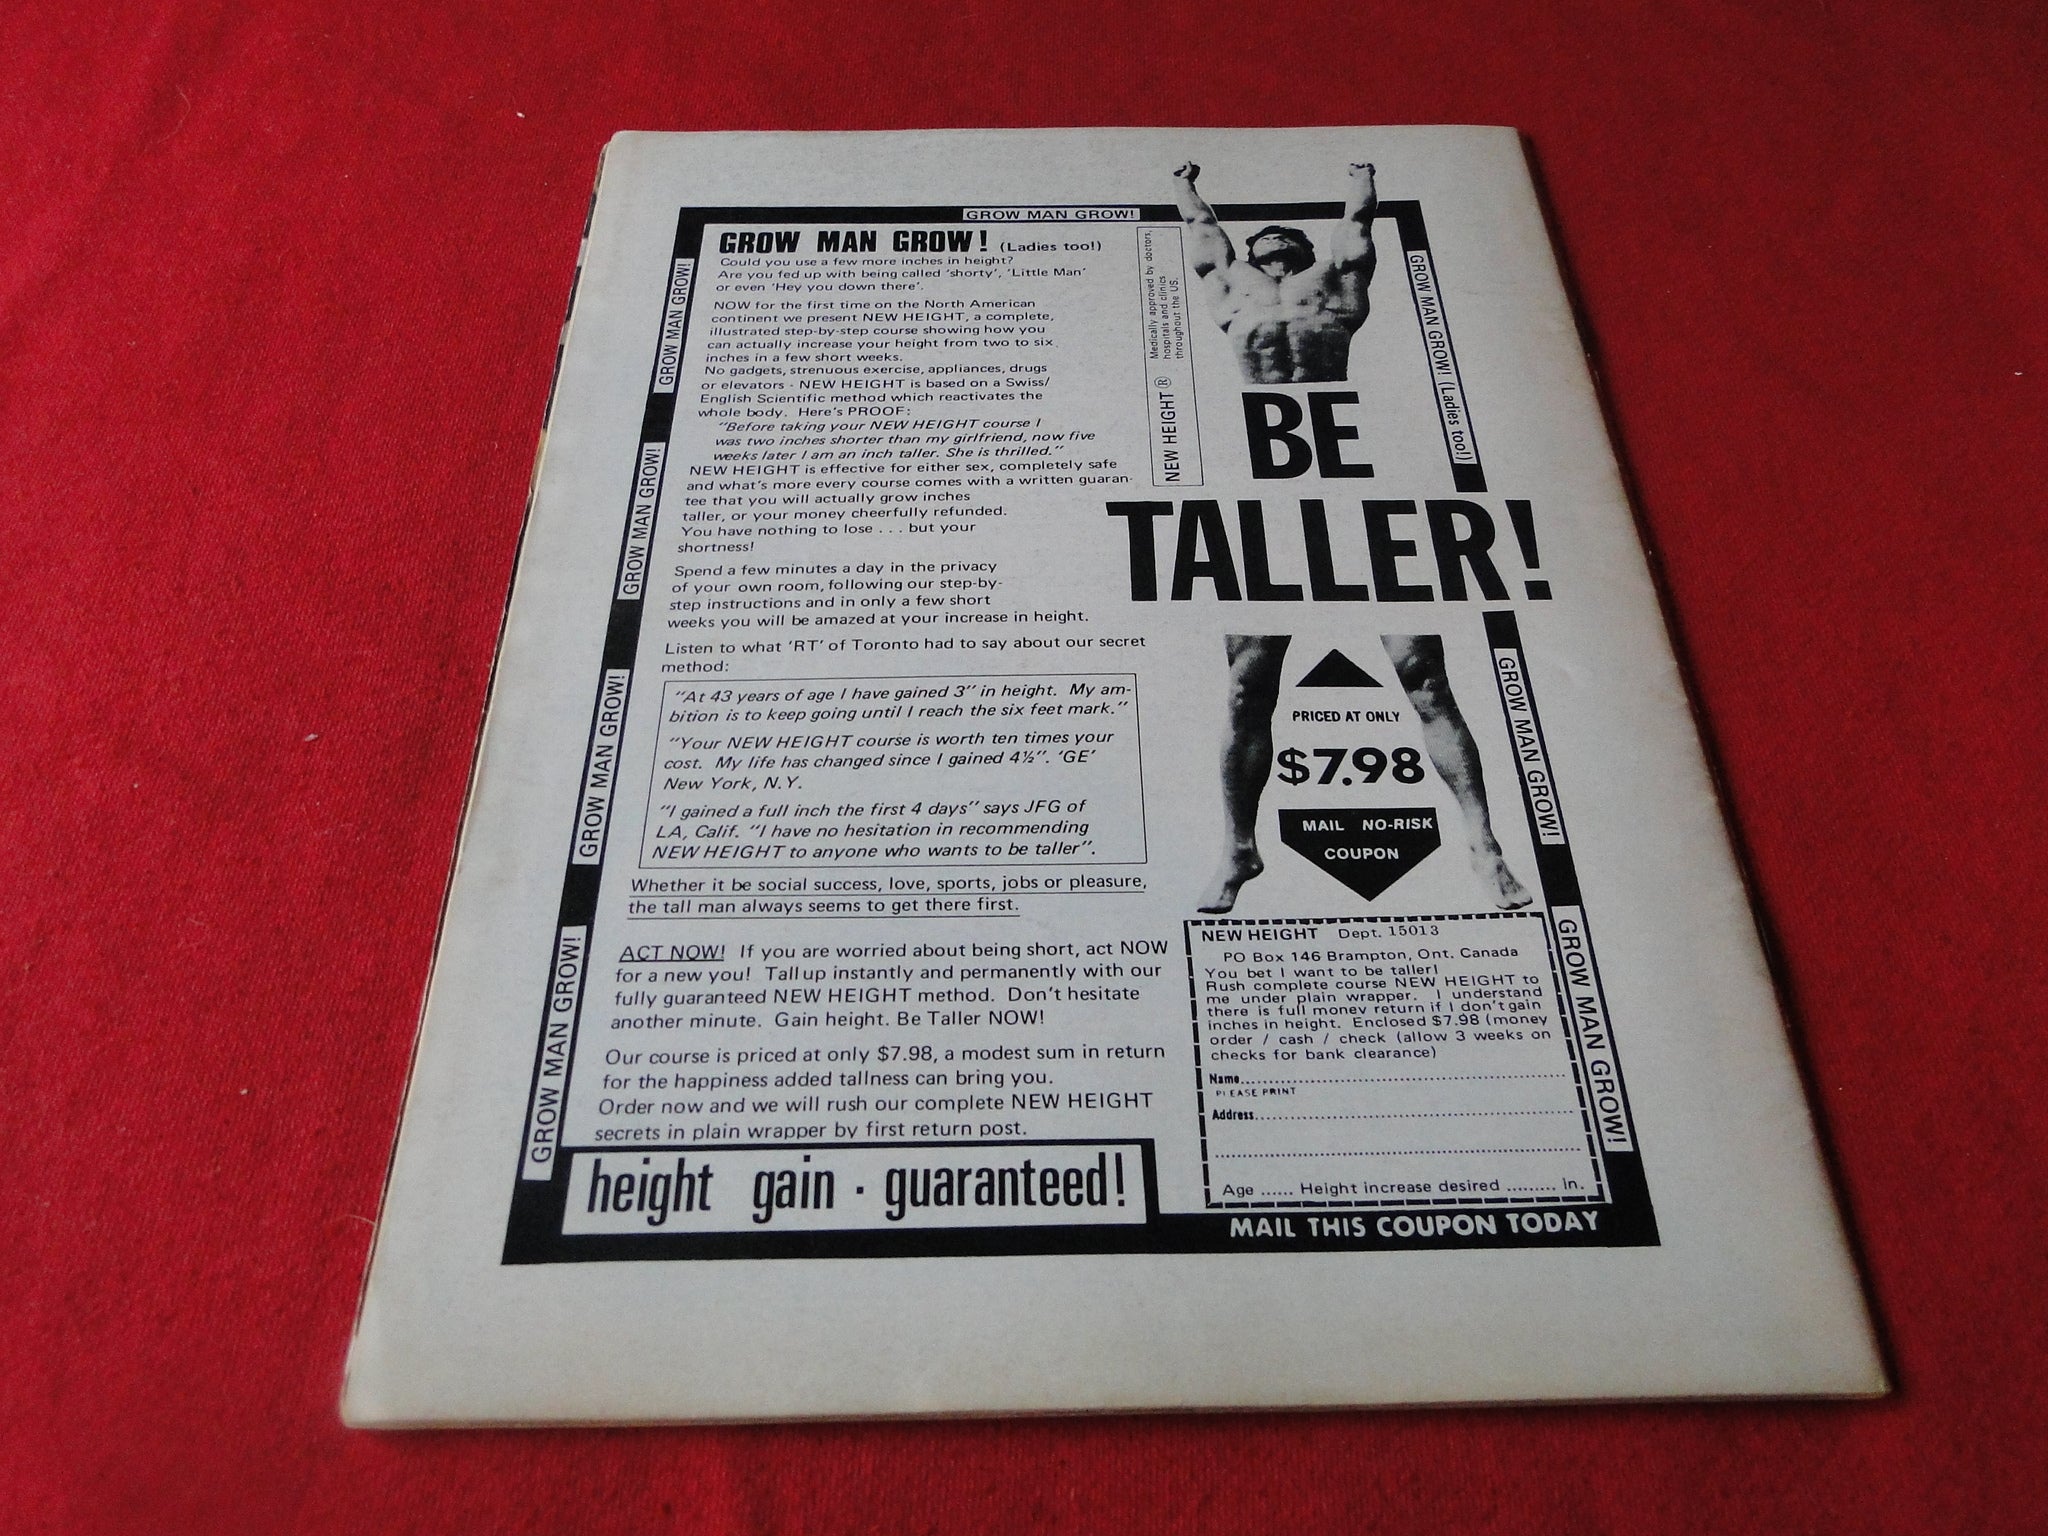 GROW MAN GROW!
GROW MAN GROW! (Ladies too!)
Could you use a few more inches in height?
Are you fed up with being called 'shorty', 'Little Man'
or even 'Hey you down there'.
NOW for the first time on the North American
continent we present NEW HEIGHT, a complete,
illustrated step-by-step course showing how you
can actually increase your height from two to six
inches in a few short weeks.
No gadgets, strenuous exercise, appliances, drugs
or elevators - NEW HEIGHT is based on a Swiss/
English Scientific method which reactivates the
whole body. Here's PROOF:
"Before taking your NEW HEIGHT course I
was two inches shorter than my girlfriend, now five
weeks later I am an inch taller. She is thrilled."
NEW HEIGHT is effective for either sex, completely safe
and what's more every course comes with a written guaran-
tee that you will actually grow inches
taller, or your money cheerfully refunded.
You have nothing to lose . . . but your
shortness!
Spend a few minutes a day in the privacy
of your own room, following our step-by-
step instructions and in only a few short
weeks you will be amazed at your increase in height.
Listen to what 'RT' of Toronto had to say about our secret
method:
"At 43 years of age I have gained 3" in height. My am-
bition is to keep going until I reach the six feet mark."
"Your NEW HEIGHT course is worth ten times your
cost. My life has changed since I gained 4½". 'GE'
New York, N.Y.
"I gained a full inch the first 4 days" says JFG of
LA, Calif. "I have no hesitation in recommending
NEW HEIGHT to anyone who wants to be taller".
Whether it be social success, love, sports, jobs or pleasure,
the tall man always seems to get there first.
ACT NOW! If you are worried about being short, act NOW
for a new you! Tall up instantly and permanently with our
fully guaranteed NEW HEIGHT method. Don't hesitate
another minute. Gain height. Be Taller NOW!
Our course is priced at only $7.98, a modest sum in return
for the happiness added tallness can bring you.
Order now and we will rush our complete NEW HEIGHT
secrets in plain wrapper by first return post.
height gain · guaranteed!
GROW MAN GROW!
GROW MAN GROW!
GROW MAN GROW!
GROW MAN GROW!
NEW HEIGHT ® Medically approved by doctors,
hospitals and clinics
throughout the US.
BE
TALLER!
PRICED AT ONLY
$7.98
MAIL NO-RISK
COUPON
GROW MAN GROW! (Ladies too!)
GROW MAN GROW!
GROW MAN GROW!
NEW HEIGHT Dept. 15013
PO Box 146 Brampton, Ont. Canada
You bet I want to be taller!
Rush complete course NEW HEIGHT to
me under plain wrapper. I understand
there is full money return if I don't gain
inches in height. Enclosed $7.98 (money
order / cash / check (allow 3 weeks on
checks for bank clearance)
Name
PLEASE PRINT
Address
Age ...... Height increase desired ......... in.
MAIL THIS COUPON TODAY